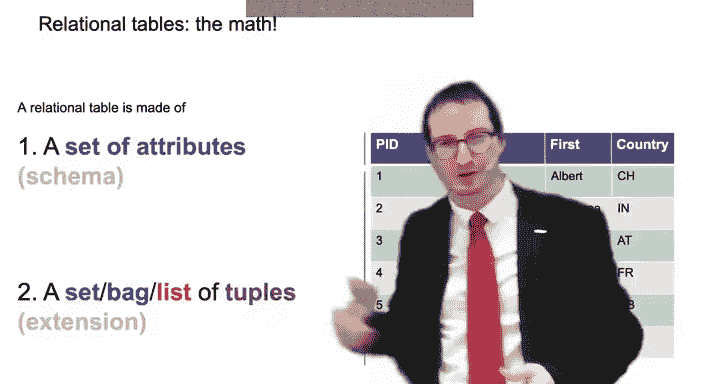 Relational tables: the math!
A relational table is made of
1. A set of attributes
(schema)
2. A set/bag/list of tuples
(extension)
PID First Country
1 Albert CH
2 IN
3 AT
4 FR
5